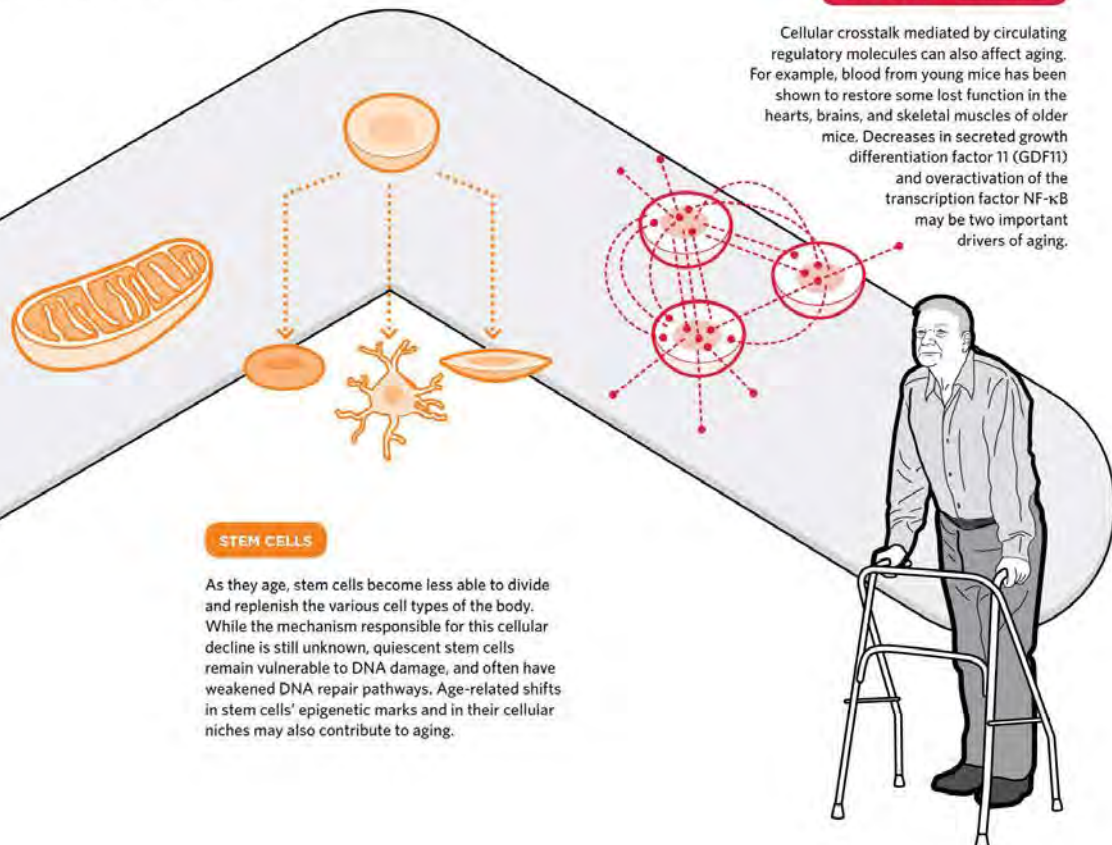 Cellular crosstalk mediated by circulating
regulatory molecules can also affect aging.
For example, blood from young mice has been
shown to restore some lost function in the
hearts, brains, and skeletal muscles of older
mice. Decreases in secreted growth
differentiation factor 11 (GDF11)
and overactivation of the
transcription factor NF-κB
may be two important
drivers of aging.
STEM CELLS
As they age, stem cells become less able to divide
and replenish the various cell types of the body.
While the mechanism responsible for this cellular
decline is still unknown, quiescent stem cells
remain vulnerable to DNA damage, and often have
weakened DNA repair pathways. Age-related shifts
in stem cells' epigenetic marks and in their cellular
niches may also contribute to aging.